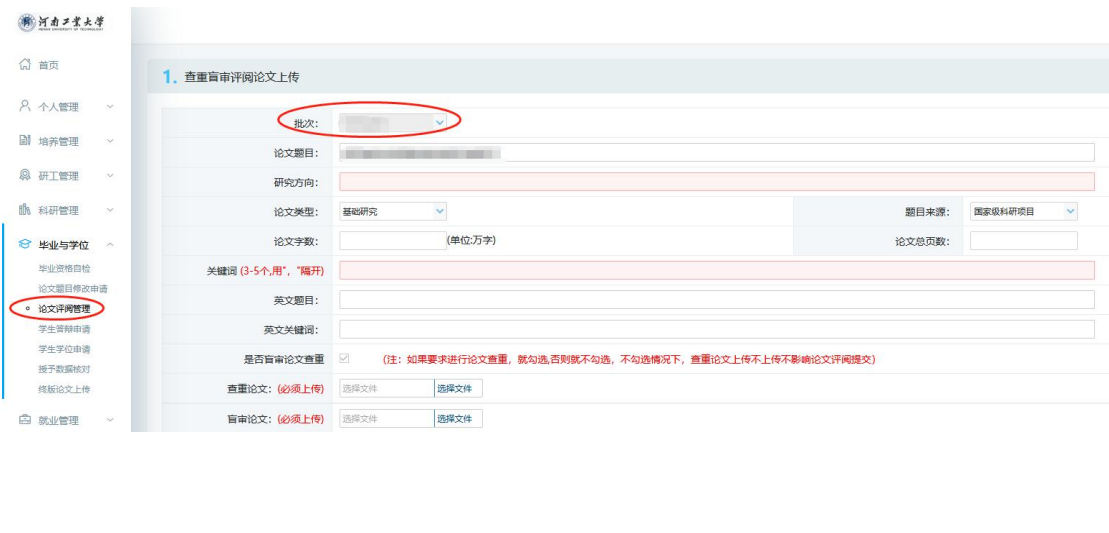 河南工业大学
HENAN UNIVERSITY OF TECHNOLOGY
首页
个人管理
培养管理
研工管理
科研管理
毕业与学位
毕业资格自检
论文题目修改申请
论文评阅管理
学生答辩申请
学生学位申请
授予数据核对
终版论文上传
就业管理
1. 查重盲审评阅论文上传
批次：
论文题目：
研究方向：
论文类型： 基础研究 题目来源： 国家级科研项目
论文字数： (单位:万字) 论文总页数：
关键词 (3-5个,用"，"隔开)
英文题目：
英文关键词：
是否盲审论文查重 (注：如果要求进行论文查重，就勾选,否则就不勾选，不勾选情况下，查重论文上传不上传不影响论文评阅提交)
查重论文：(必须上传) 选择文件 选择文件
盲审论文：(必须上传) 选择文件 选择文件